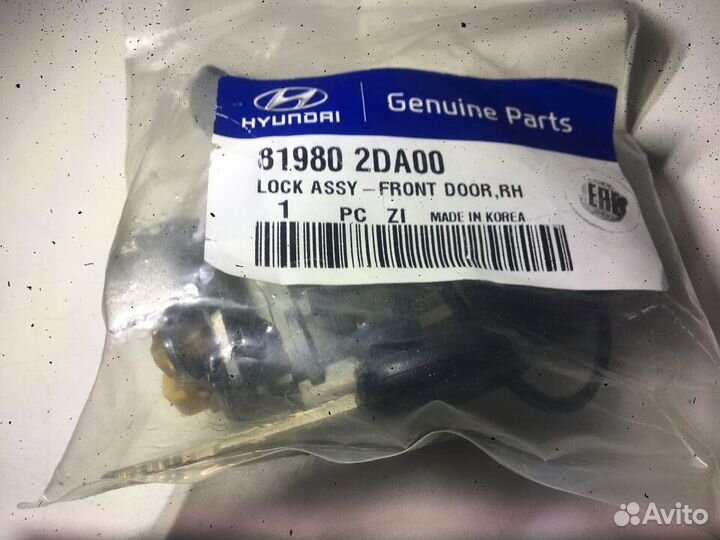 HYUNDAI
Genuine Parts
81980 2DA00
LOCK ASSY-FRONT DOOR,RH
1 PC ZI MADE IN KOREA
EAC
Avito